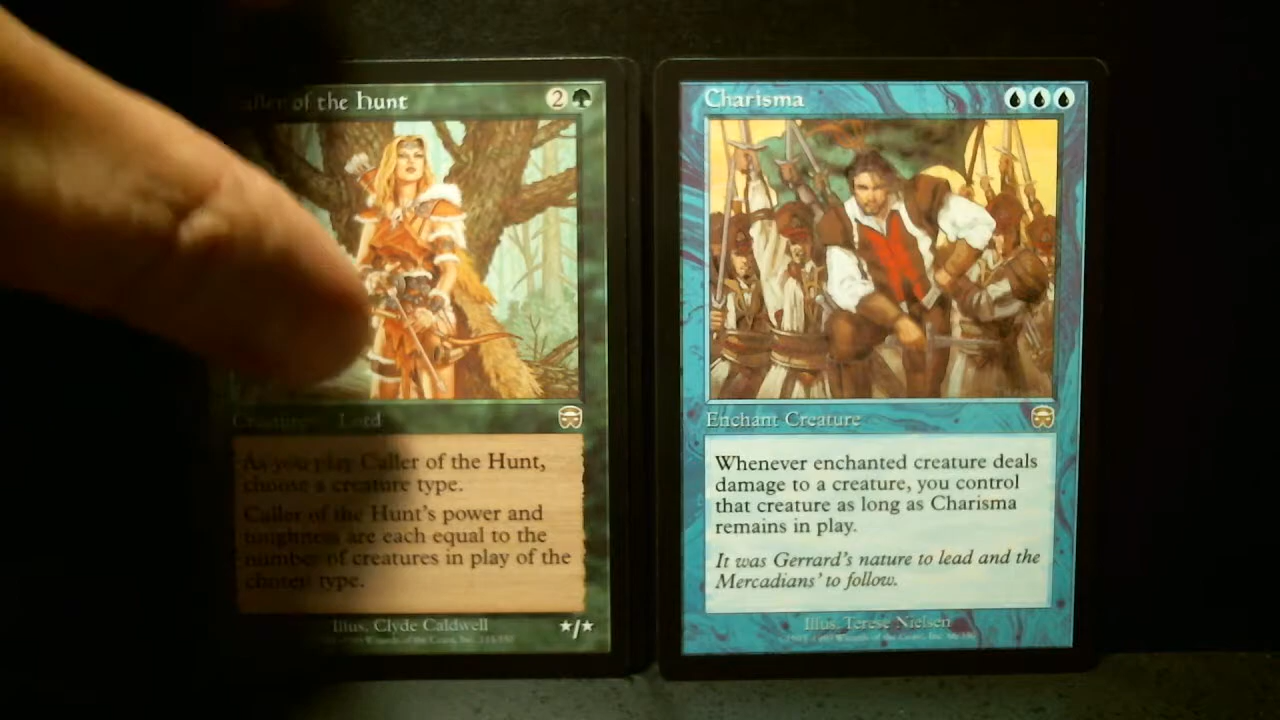 of the Hunt
2
Creature Lord
As you play Caller of the Hunt,
choose a creature type.
Caller of the Hunt's power and
toughness are each equal to the
number of creatures in play of the
chosen type.
Illus. Clyde Caldwell
*/*
Charisma
Enchant Creature
Whenever enchanted creature deals
damage to a creature, you control
that creature as long as Charisma
remains in play.
It was Gerrard's nature to lead and the
Mercadians' to follow.
Illus. Terese Nielsen